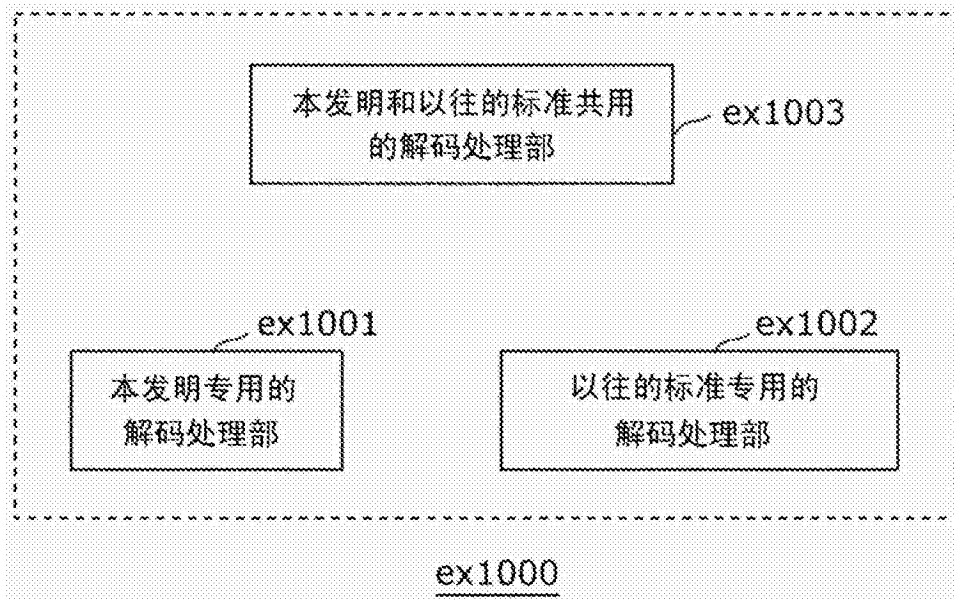 本发明和以往的标准共用
的解码处理部
ex1003
ex1001
本发明专用的
解码处理部
ex1002
以往的标准专用的
解码处理部
ex1000